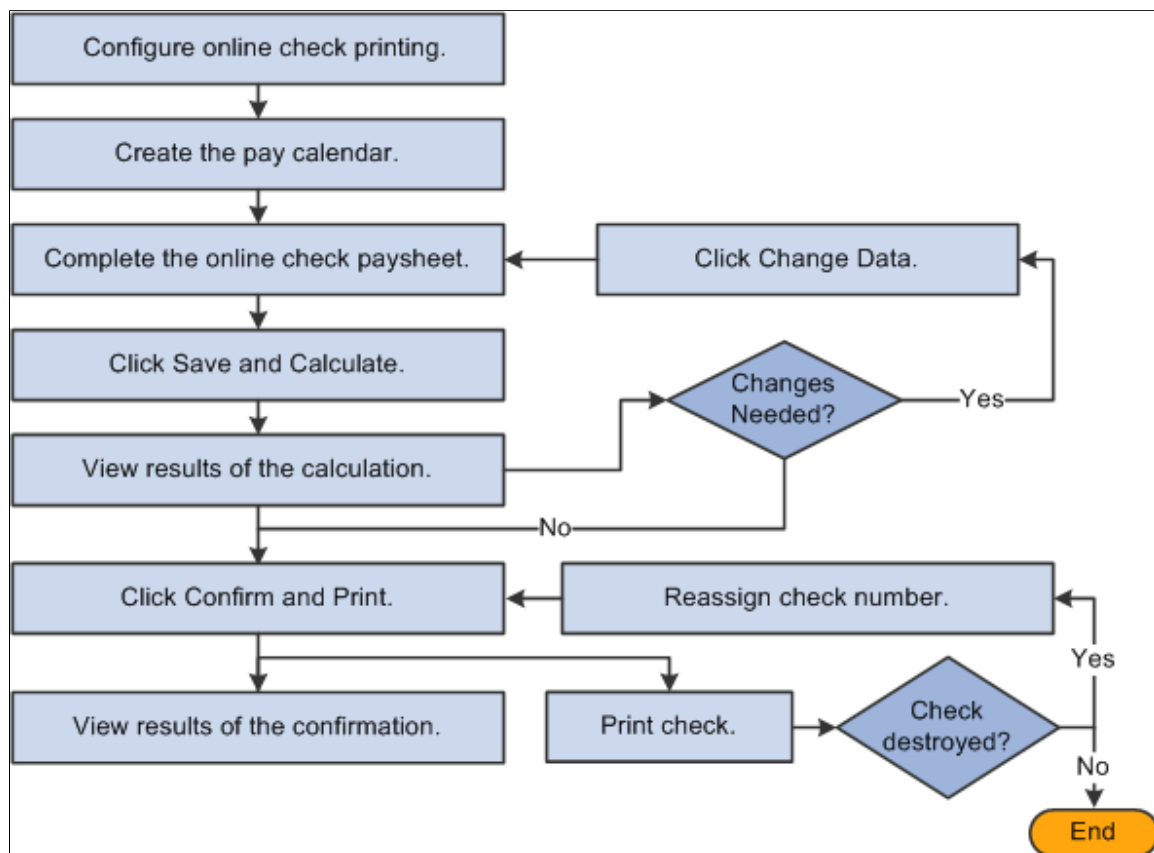 Configure online check printing.
Create the pay calendar.
Complete the online check paysheet.
Click Change Data.
Click Save and Calculate.
Changes
Needed?
Yes
View results of the calculation.
No
Click Confirm and Print.
Reassign check number.
Yes
View results of the confirmation.
Print check.
Check
destroyed?
No
End